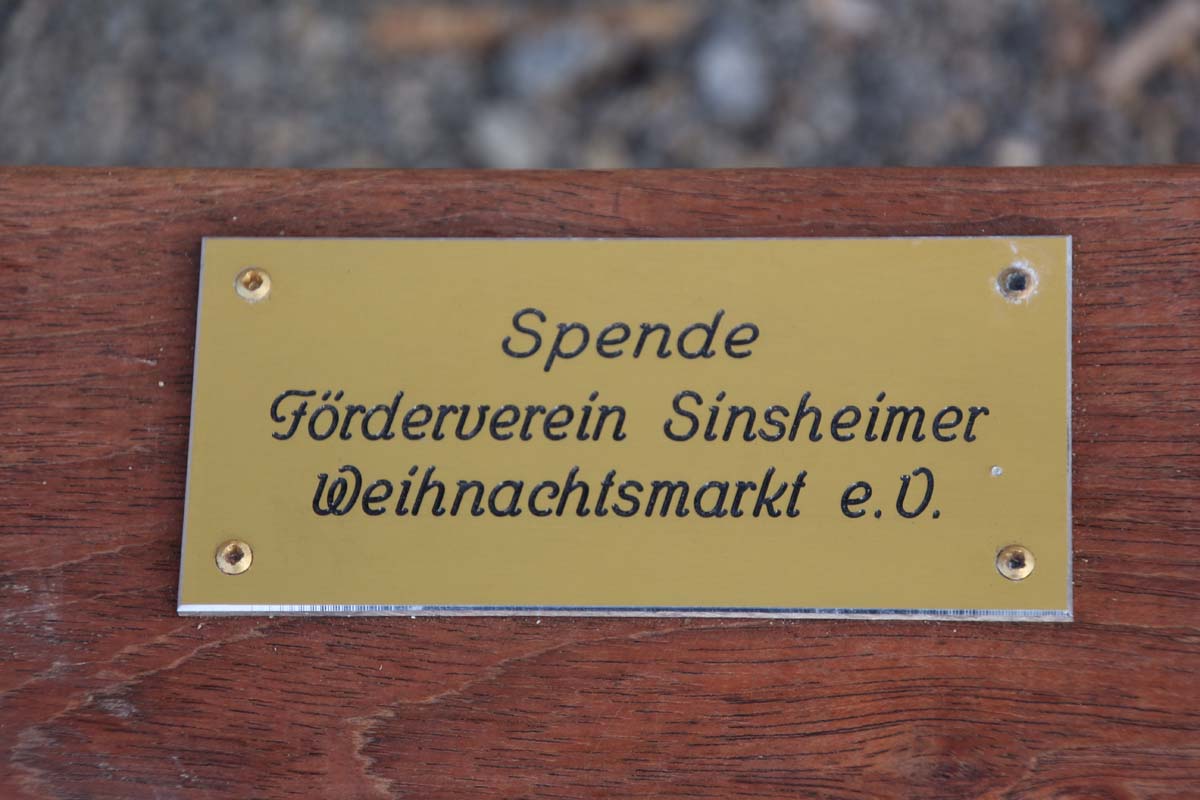 Spende
Förderverein Sinsheimer
Weihnachtsmarkt e.V.